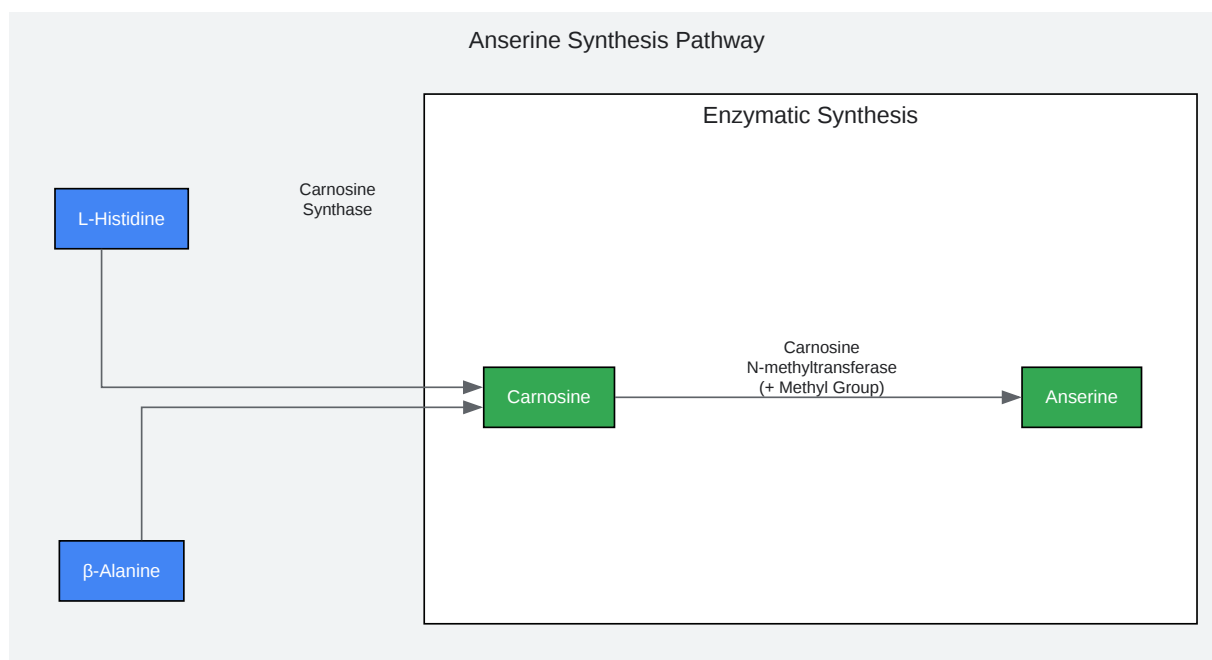 Anserine Synthesis Pathway
Enzymatic Synthesis
Carnosine
Synthase
L-Histidine
Carnosine
N-methyltransferase
(+ Methyl Group)
Carnosine
Anserine
β-Alanine